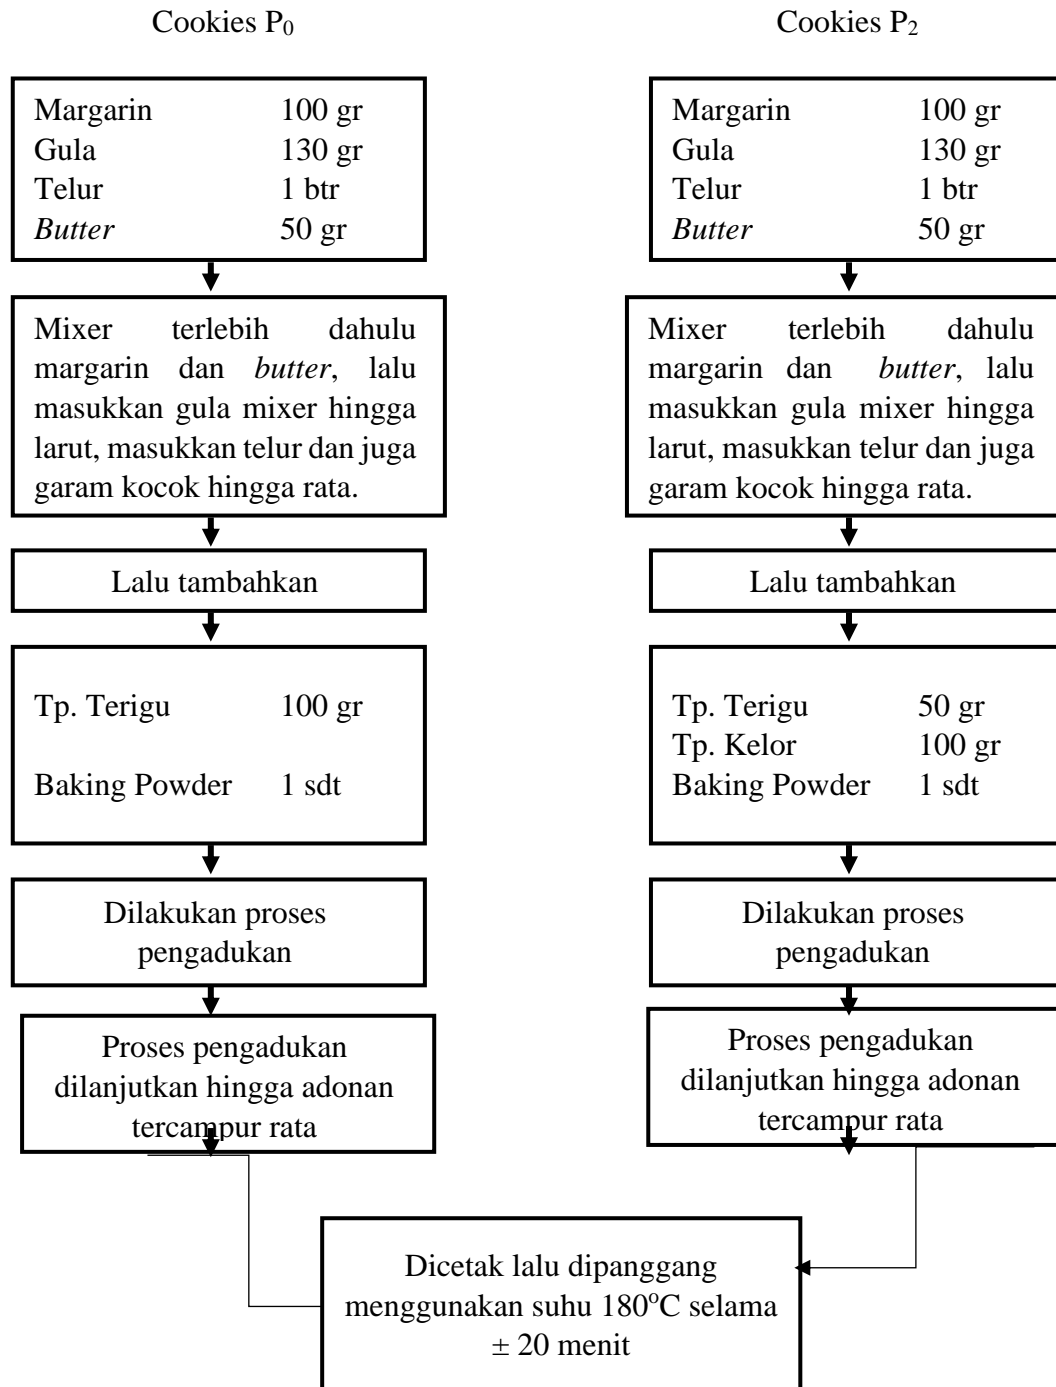 Cookies P₀
Margarin 100 gr
Gula 130 gr
Telur 1 btr
Butter 50 gr
Mixer terlebih dahulu
margarin dan butter, lalu
masukkan gula mixer hingga
larut, masukkan telur dan juga
garam kocok hingga rata.
Lalu tambahkan
Tp. Terigu 100 gr
Baking Powder 1 sdt
Dilakukan proses
pengadukan
Proses pengadukan
dilanjutkan hingga adonan
tercampur rata
Cookies P₂
Margarin 100 gr
Gula 130 gr
Telur 1 btr
Butter 50 gr
Mixer terlebih dahulu
margarin dan butter, lalu
masukkan gula mixer hingga
larut, masukkan telur dan juga
garam kocok hingga rata.
Lalu tambahkan
Tp. Terigu 50 gr
Tp. Kelor 100 gr
Baking Powder 1 sdt
Dilakukan proses
pengadukan
Proses pengadukan
dilanjutkan hingga adonan
tercampur rata
Dicetak lalu dipanggang
menggunakan suhu 180°C selama
± 20 menit